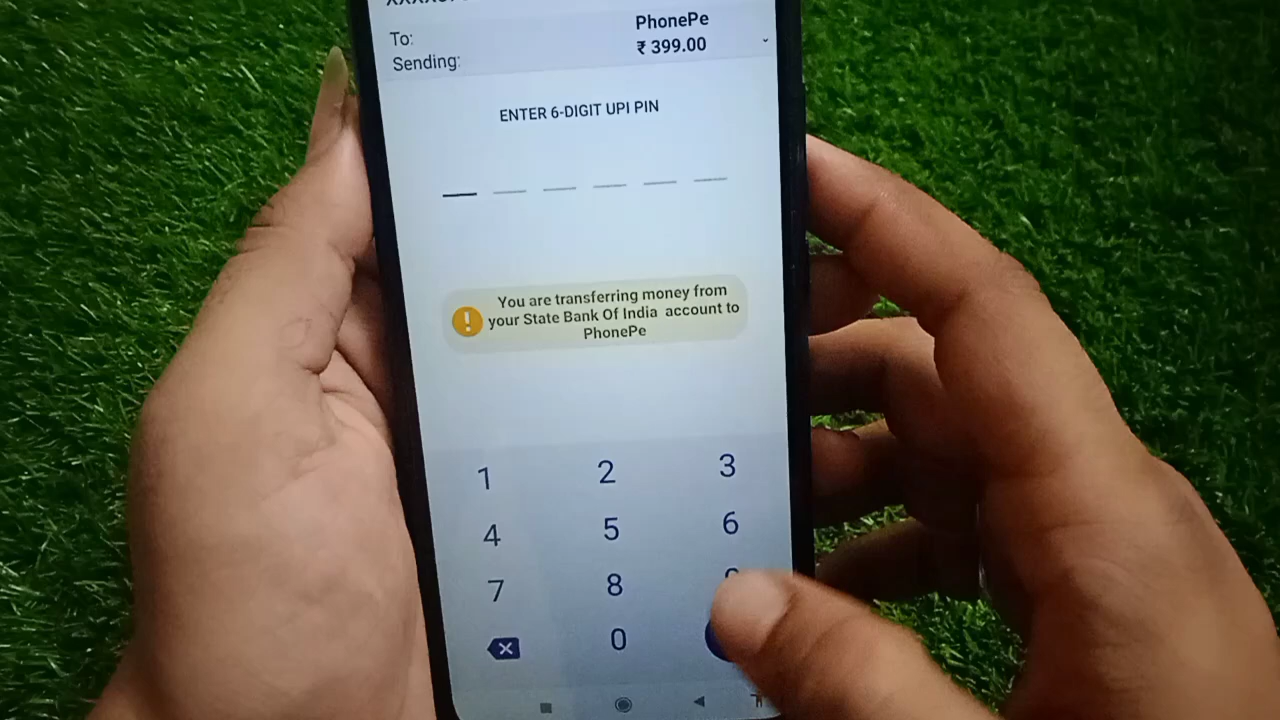 PhonePe
To:
₹ 399.00
Sending:
ENTER 6-DIGIT UPI PIN
You are transferring money from
your State Bank Of India account to
PhonePe
1 2 3
4 5 6
7 8
0